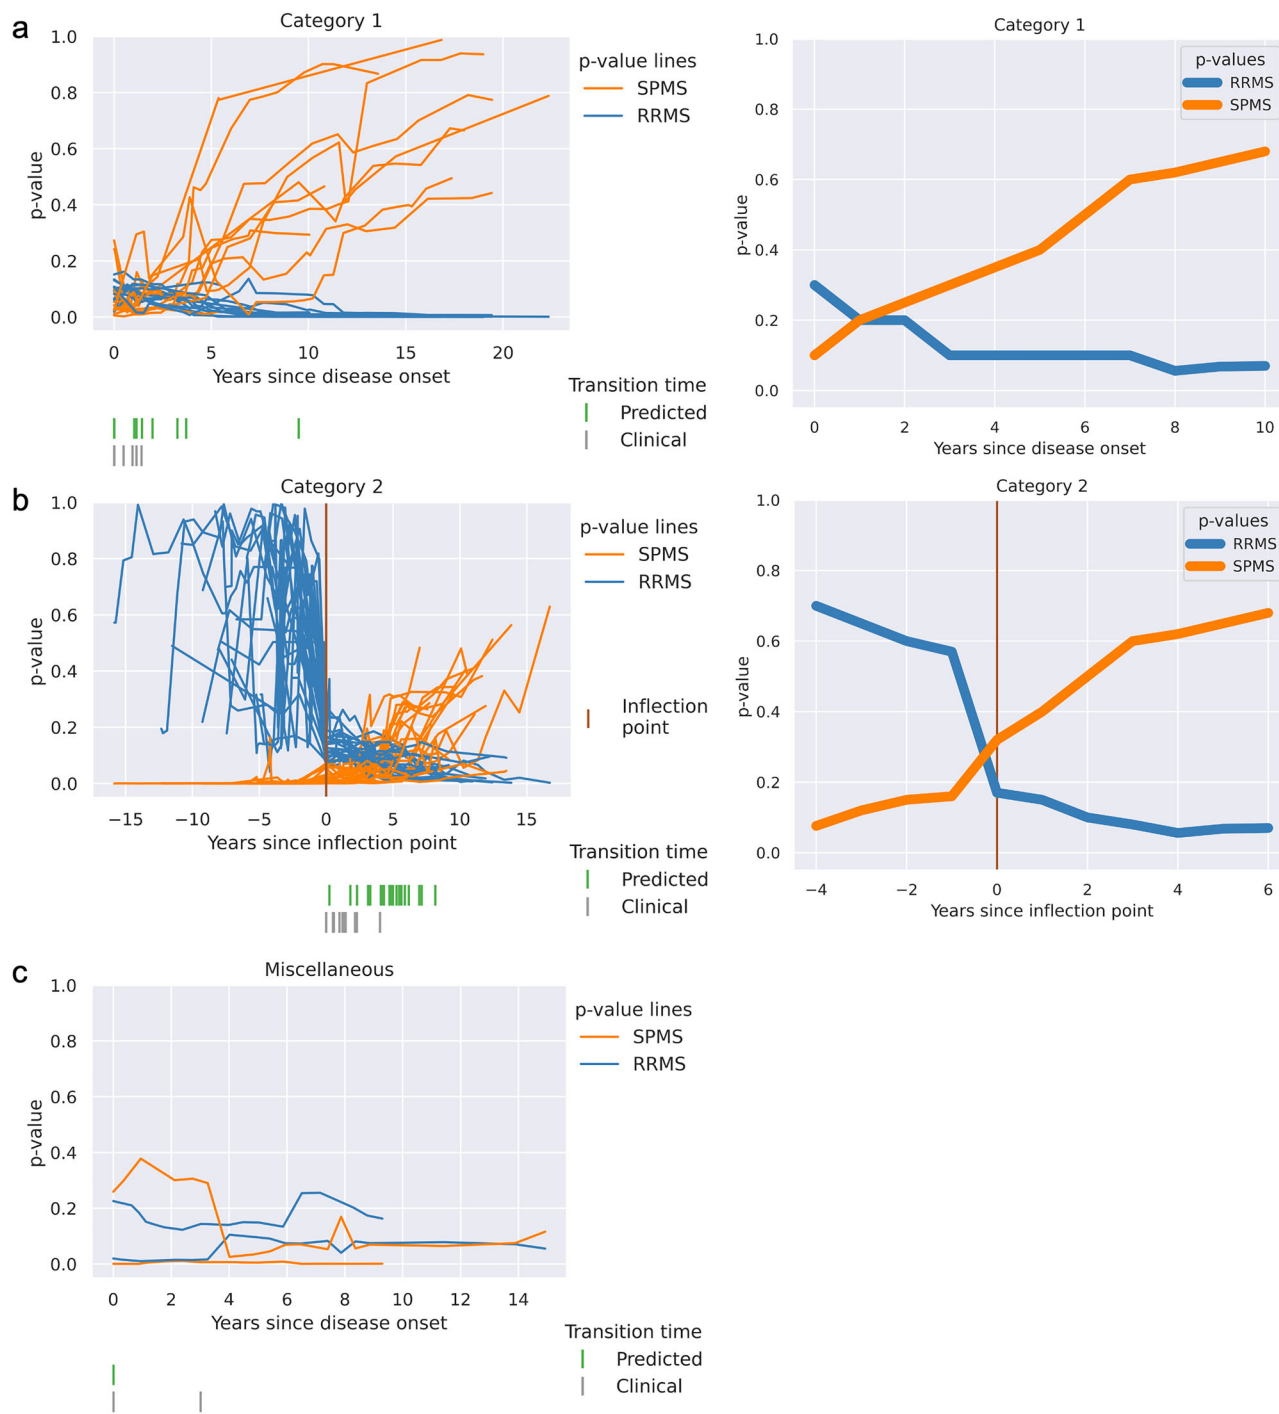 a
Category 1
1.0
0.8
0.6
0.4
0.2
0.0
p-value
0 5 10 15 20
Years since disease onset
p-value lines
SPMS
RRMS
Transition time
Predicted
Clinical
Category 1
1.0
0.8
0.6
0.4
0.2
0.0
p-value
0 2 4 6 8 10
Years since disease onset
p-values
RRMS
SPMS
b
Category 2
1.0
0.8
0.6
0.4
0.2
0.0
p-value
−15 −10 −5 0 5 10 15
Years since inflection point
p-value lines
SPMS
RRMS
Inflection
point
Transition time
Predicted
Clinical
Category 2
1.0
0.8
0.6
0.4
0.2
0.0
p-value
−4 −2 0 2 4 6
Years since inflection point
p-values
RRMS
SPMS
c
Miscellaneous
1.0
0.8
0.6
0.4
0.2
0.0
p-value
0 2 4 6 8 10 12 14
Years since disease onset
p-value lines
SPMS
RRMS
Transition time
Predicted
Clinical